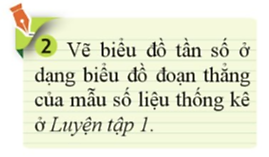 2 Vẽ biểu đồ tần số ở
dạng biểu đồ đoạn thẳng
của mẫu số liệu thống kê
ở Luyện tập 1.